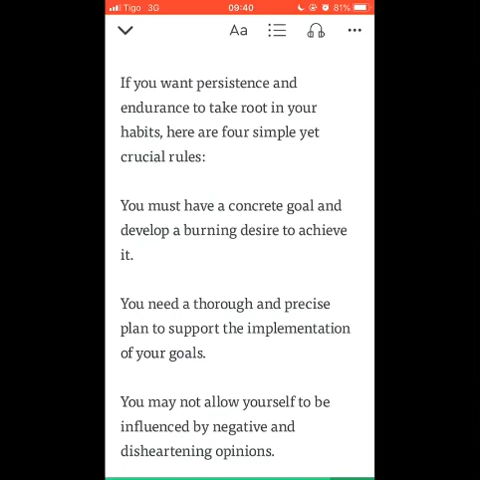 Tigo 3G 09:40 81%
Aa
If you want persistence and
endurance to take root in your
habits, here are four simple yet
crucial rules:
You must have a concrete goal and
develop a burning desire to achieve
it.
You need a thorough and precise
plan to support the implementation
of your goals.
You may not allow yourself to be
influenced by negative and
disheartening opinions.